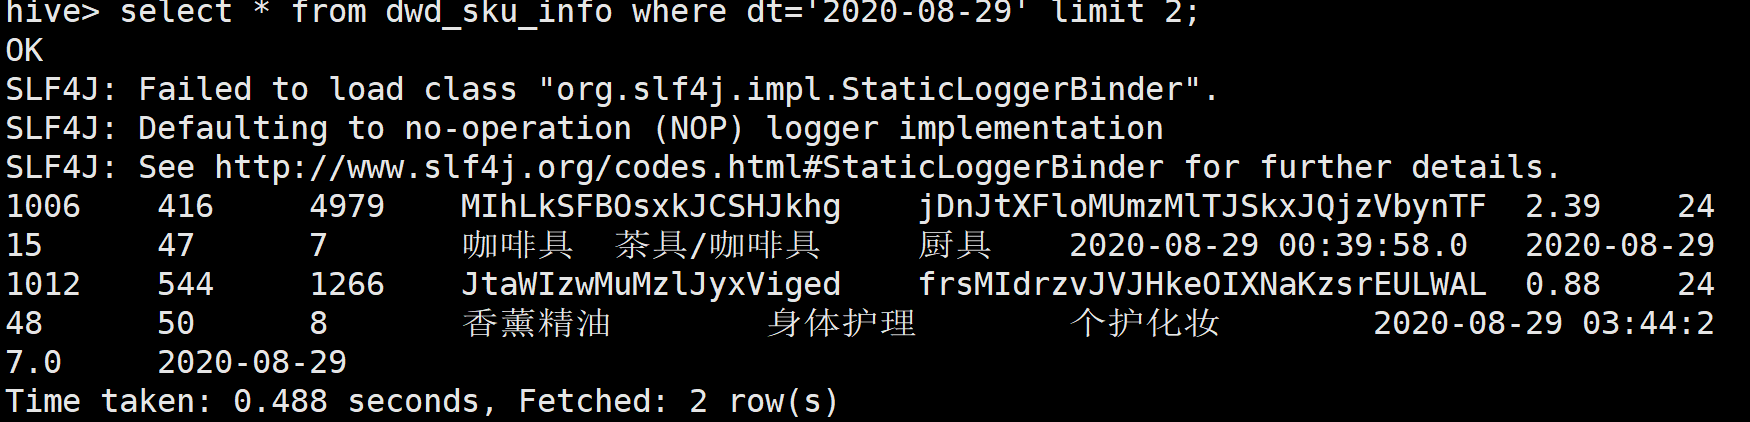 hive> select * from dwd_sku_info where dt='2020-08-29' limit 2;
OK
SLF4J: Failed to load class "org.slf4j.impl.StaticLoggerBinder".
SLF4J: Defaulting to no-operation (NOP) logger implementation
SLF4J: See http://www.slf4j.org/codes.html#StaticLoggerBinder for further details.
1006	416	4979	MIhLkSFBOsxkJCSHJkhg	jDnJtXFloMUmzMlTJSkxJQjzVbynTF	2.39	24
15	47	7	咖啡具	茶具/咖啡具	厨具	2020-08-29 00:39:58.0	2020-08-29
1012	544	1266	JtaWIzwMuMzlJyxViged	frsMIdrzvJVJHkeOIXNaKzsrEULWAL	0.88	24
48	50	8	香薰精油	身体护理	个护化妆	2020-08-29 03:44:2
7.0	2020-08-29
Time taken: 0.488 seconds, Fetched: 2 row(s)